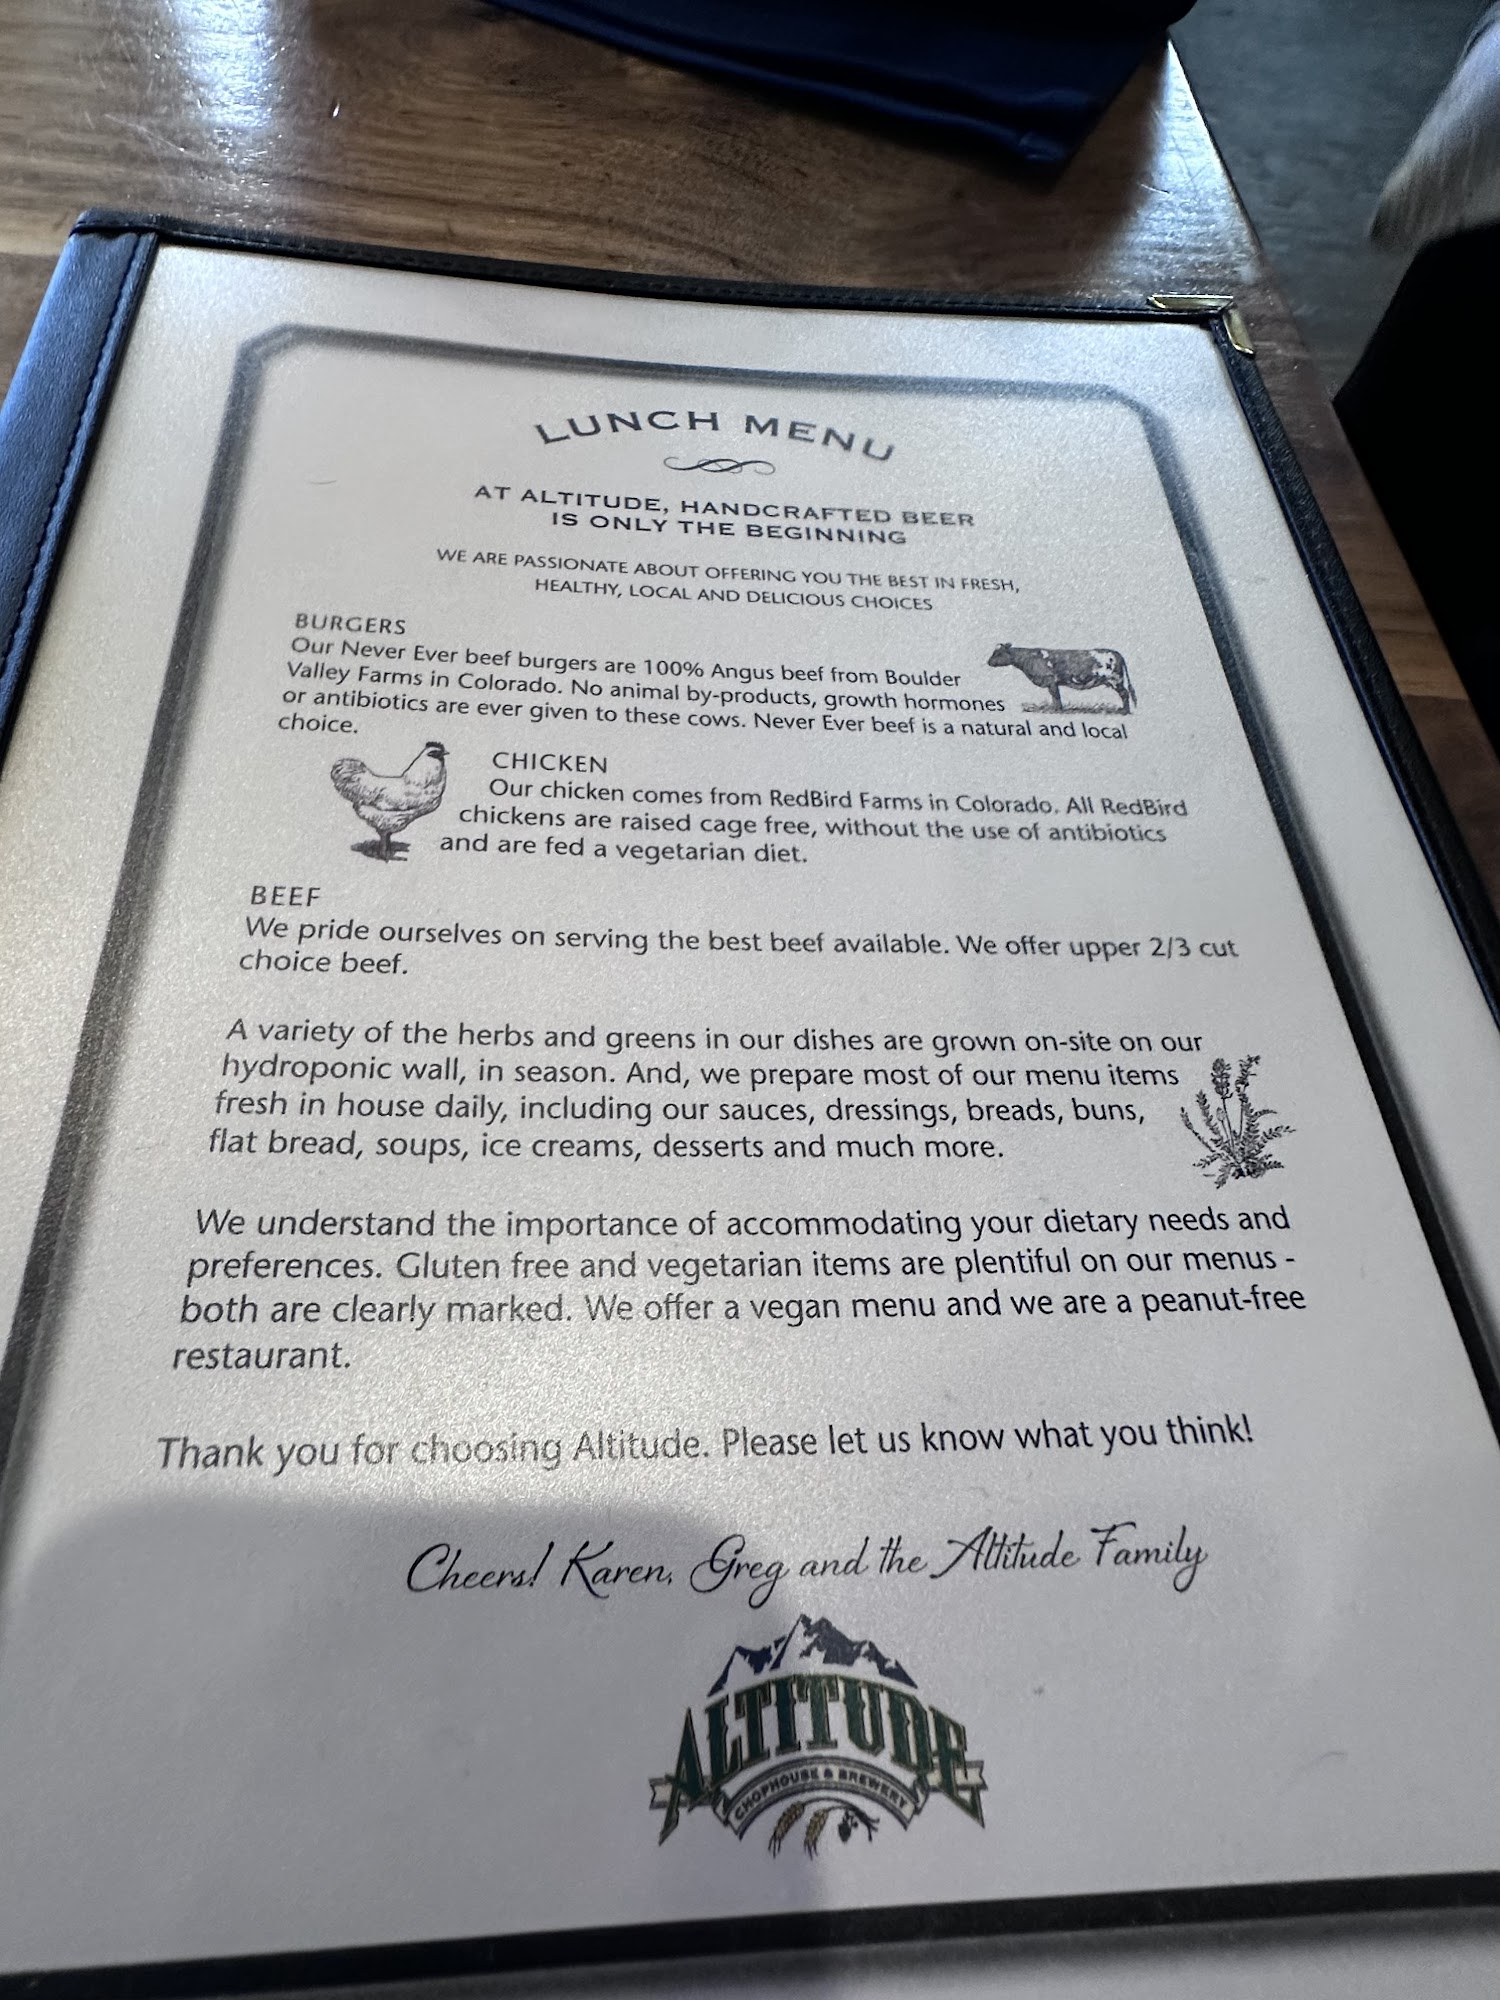 LUNCH MENU
AT ALTITUDE, HANDCRAFTED BEER
IS ONLY THE BEGINNING
WE ARE PASSIONATE ABOUT OFFERING YOU THE BEST IN FRESH,
HEALTHY, LOCAL AND DELICIOUS CHOICES
BURGERS
Our Never Ever beef burgers are 100% Angus beef from Boulder
Valley Farms in Colorado. No animal by-products, growth hormones
or antibiotics are ever given to these cows. Never Ever beef is a natural and local
choice.
CHICKEN
Our chicken comes from RedBird Farms in Colorado. All RedBird
chickens are raised cage free, without the use of antibiotics
and are fed a vegetarian diet.
BEEF
We pride ourselves on serving the best beef available. We offer upper 2/3 cut
choice beef.
A variety of the herbs and greens in our dishes are grown on-site on our
hydroponic wall, in season. And, we prepare most of our menu items
fresh in house daily, including our sauces, dressings, breads, buns,
flat bread, soups, ice creams, desserts and much more.
We understand the importance of accommodating your dietary needs and
preferences. Gluten free and vegetarian items are plentiful on our menus -
both are clearly marked. We offer a vegan menu and we are a peanut-free
restaurant.
Thank you for choosing Altitude. Please let us know what you think!
Cheers! Karen, Greg and the Altitude Family
ALTITUDE
CHOPHOUSE & BREWERY